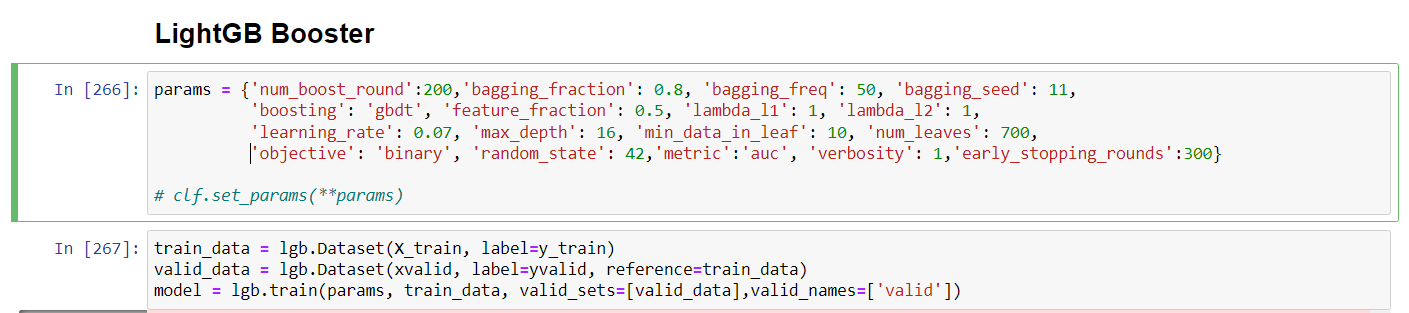 LightGB Booster
In [266]: params = {'num_boost_round':200,'bagging_fraction': 0.8, 'bagging_freq': 50, 'bagging_seed': 11,
'boosting': 'gbdt', 'feature_fraction': 0.5, 'lambda_l1': 1, 'lambda_l2': 1,
'learning_rate': 0.07, 'max_depth': 16, 'min_data_in_leaf': 10, 'num_leaves': 700,
'objective': 'binary', 'random_state': 42,'metric':'auc', 'verbosity': 1,'early_stopping_rounds':300}
# clf.set_params(**params)
In [267]: train_data = lgb.Dataset(X_train, label=y_train)
valid_data = lgb.Dataset(xvalid, label=yvalid, reference=train_data)
model = lgb.train(params, train_data, valid_sets=[valid_data],valid_names=['valid'])